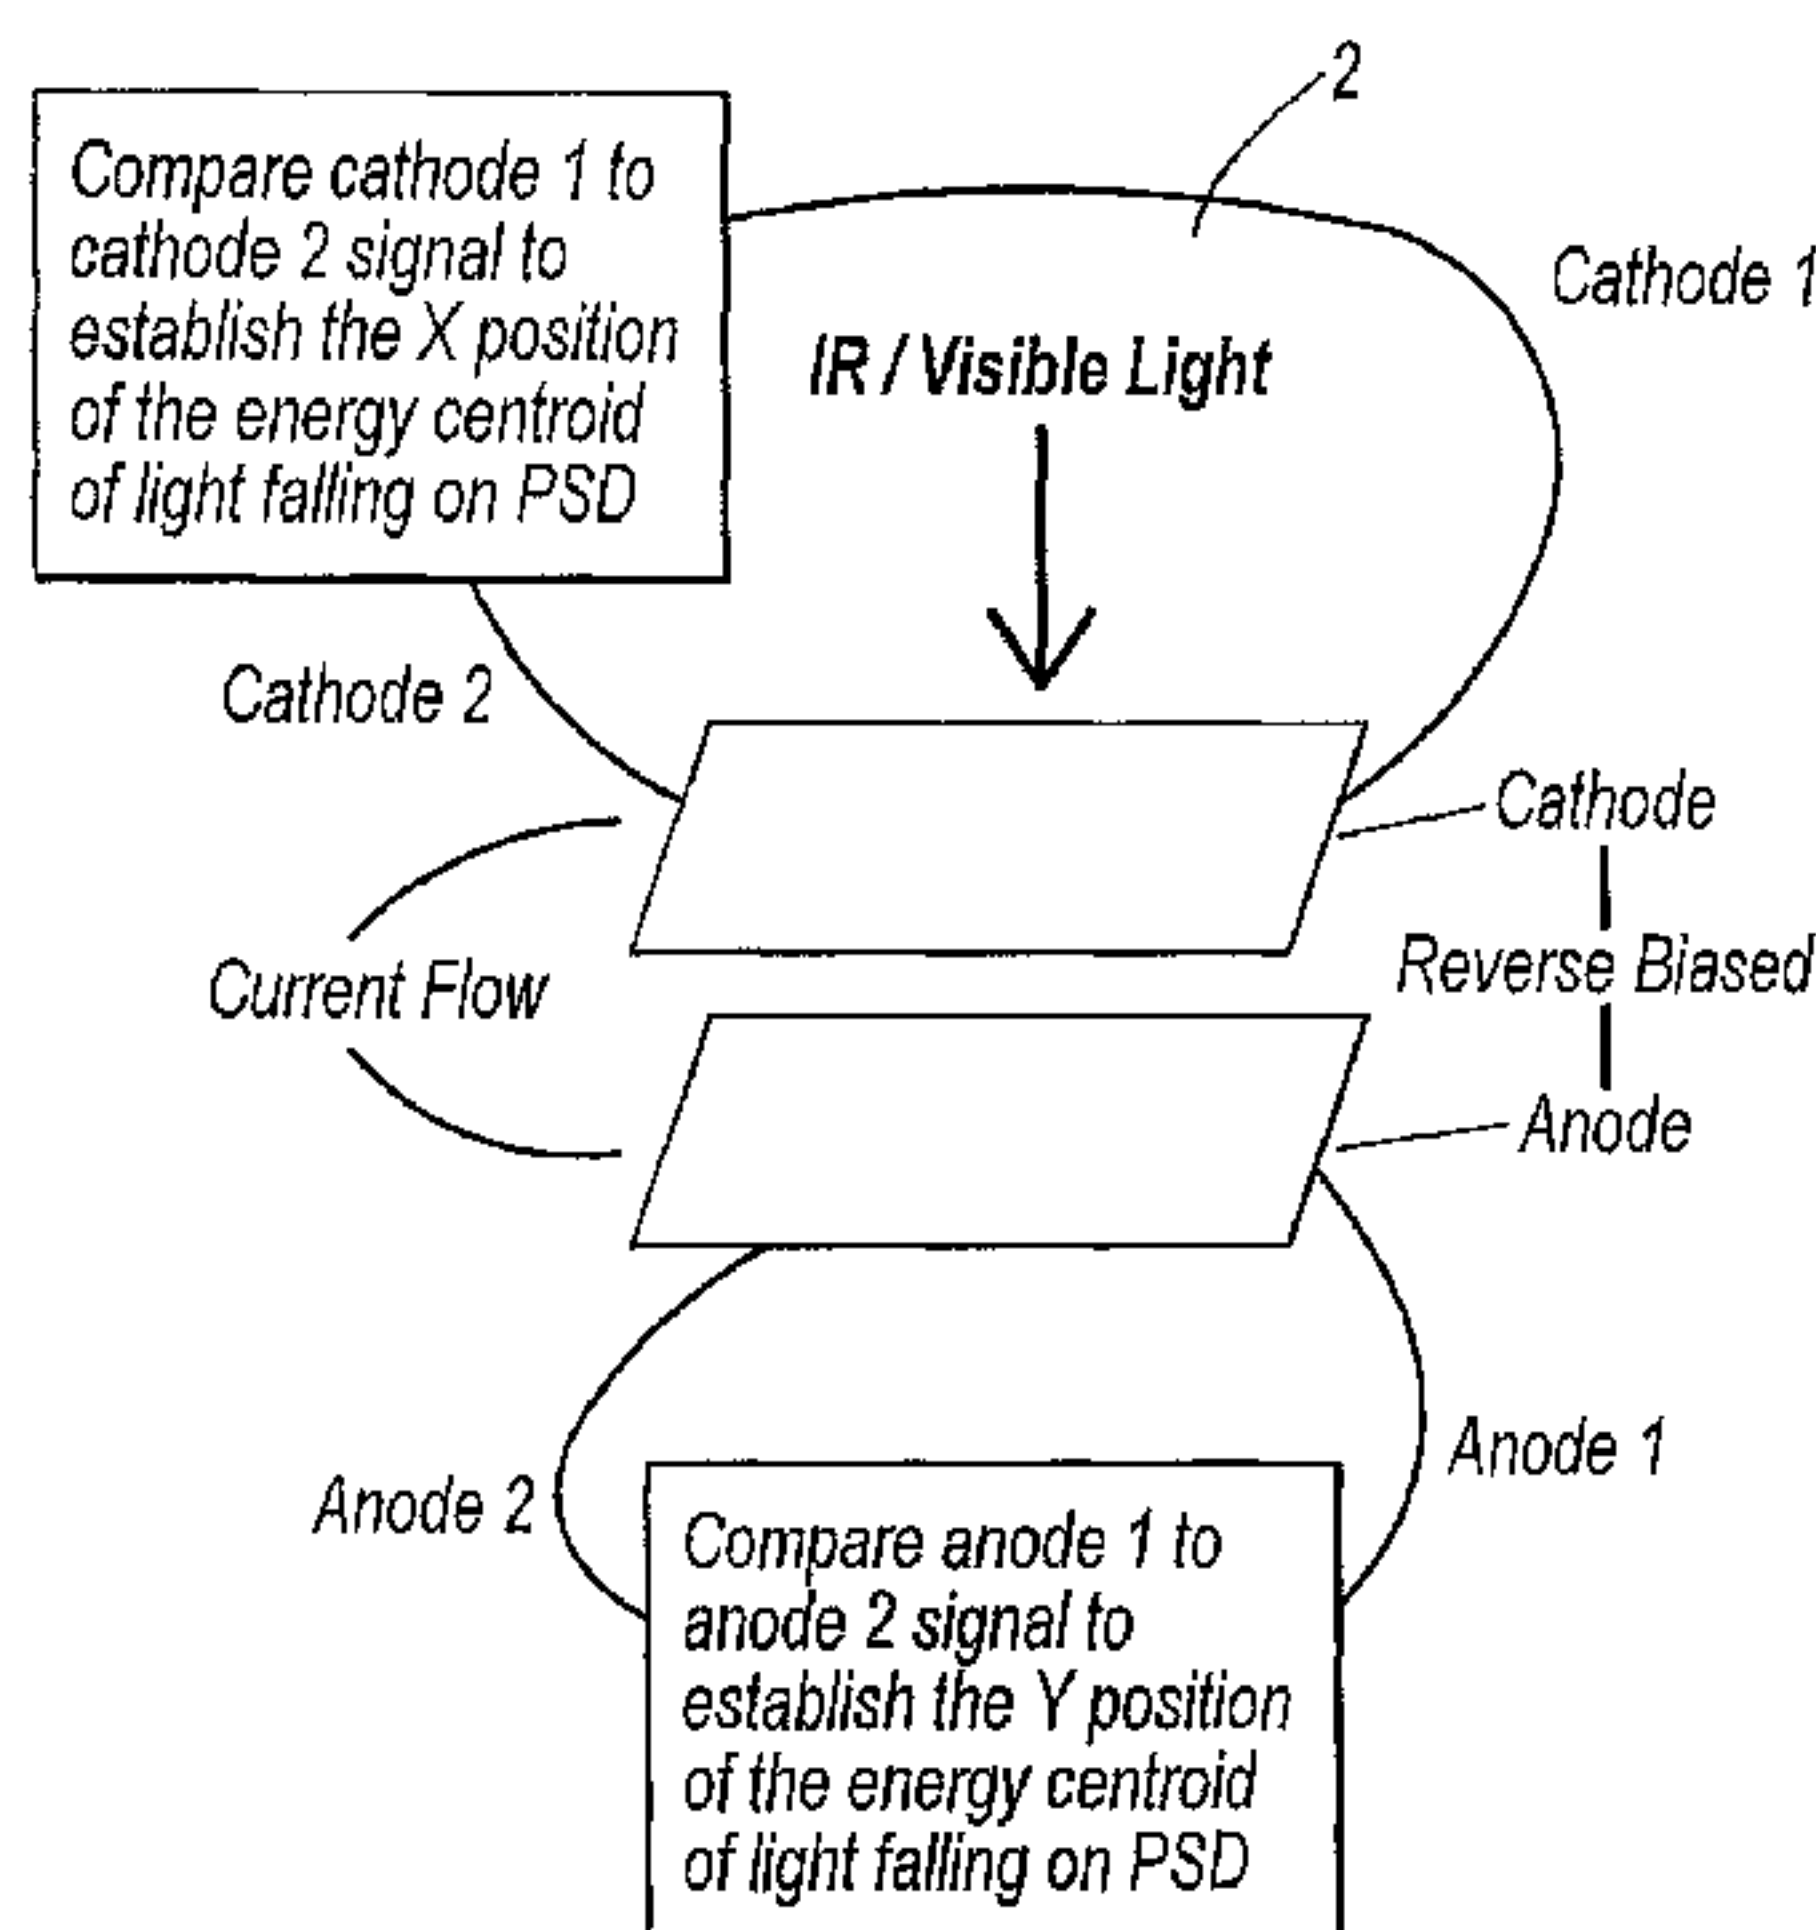 2
Compare cathode 1 to
cathode 2 signal to
establish the X position
of the energy centroid
of light falling on PSD
Cathode 1
IR / Visible Light
Cathode 2
Cathode
Reverse Biased
Current Flow
Anode
Anode 1
Anode 2
Compare anode 1 to
anode 2 signal to
establish the Y position
of the energy centroid
of light falling on PSD